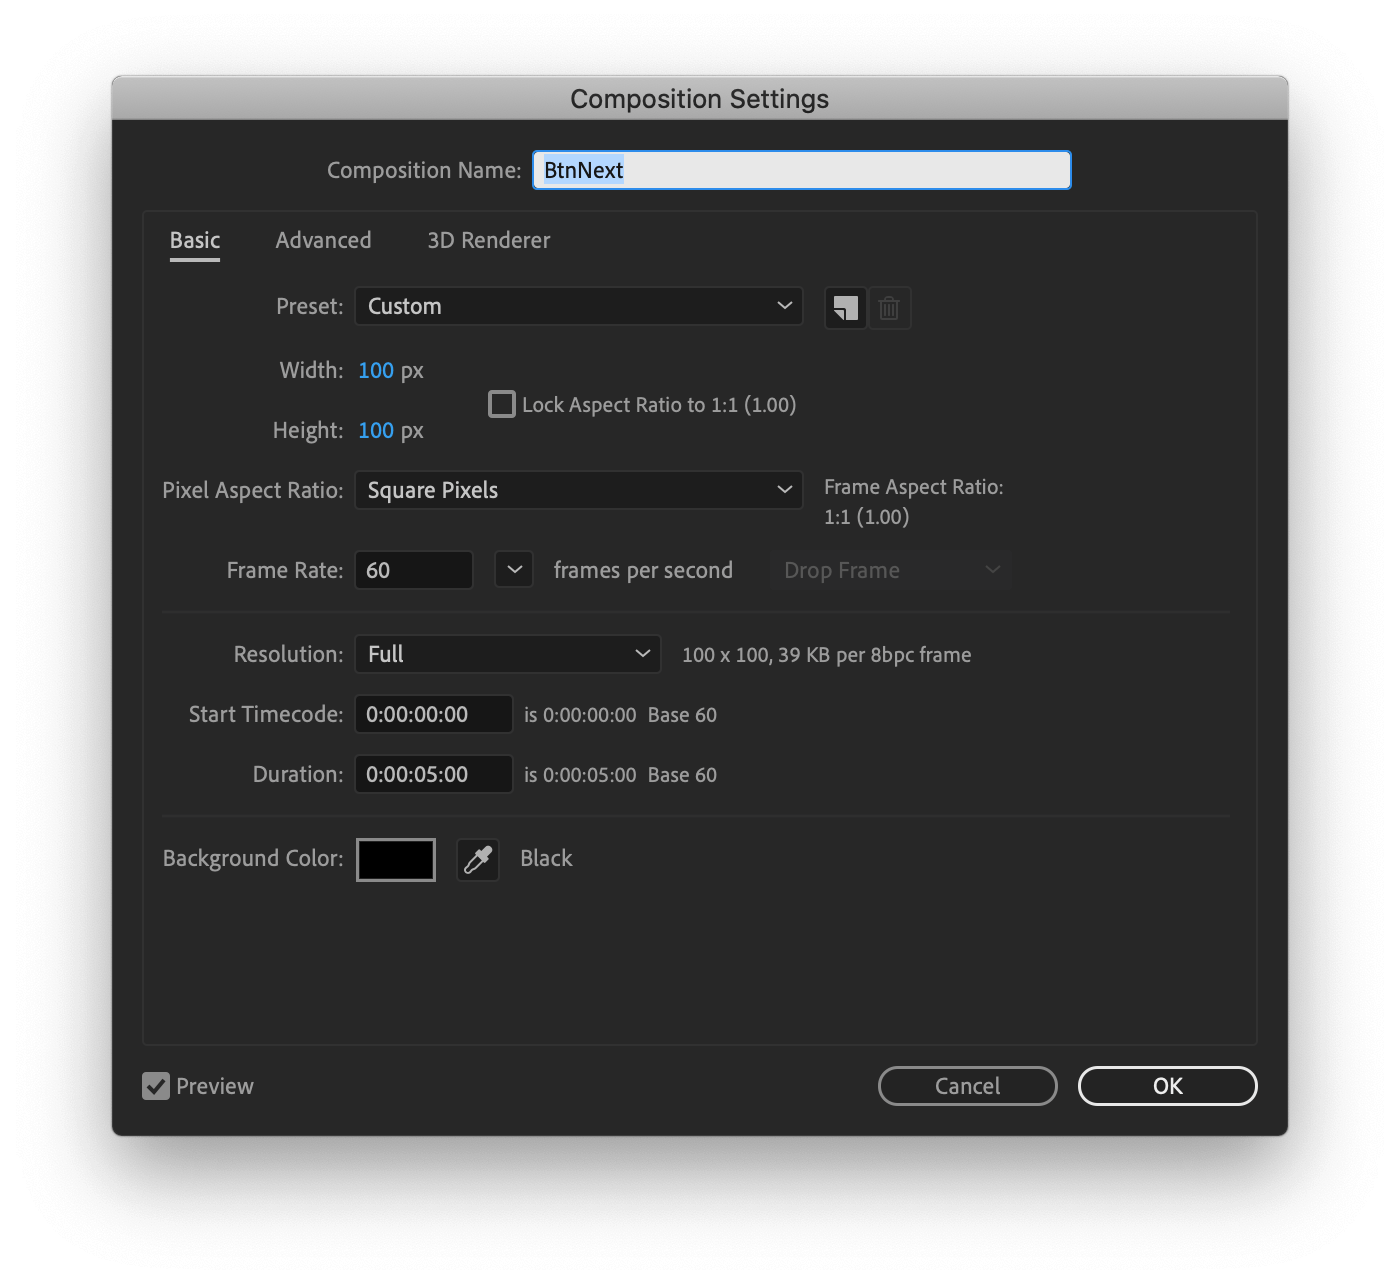 Composition Settings
Composition Name: BtnNext
Basic Advanced 3D Renderer
Preset: Custom
Width: 100 px
Lock Aspect Ratio to 1:1 (1.00)
Height: 100 px
Pixel Aspect Ratio: Square Pixels Frame Aspect Ratio:
1:1 (1.00)
Frame Rate: 60 frames per second Drop Frame
Resolution: Full 100 x 100, 39 KB per 8bpc frame
Start Timecode: 0:00:00:00 is 0:00:00:00 Base 60
Duration: 0:00:05:00 is 0:00:05:00 Base 60
Background Color: Black
Preview Cancel OK